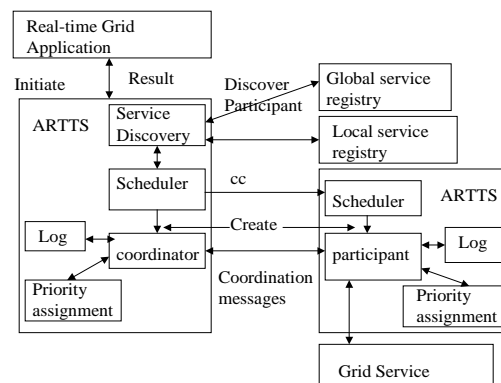 Real-time Grid
Application
Initiate
Result
Discover
Participant
Global service
registry
ARTTS
Service
Discovery
Local service
registry
Scheduler
cc
Scheduler
ARTTS
Log
coordinator
Create
participant
Log
Priority
assignment
Coordination
messages
Priority
assignment
Grid Service